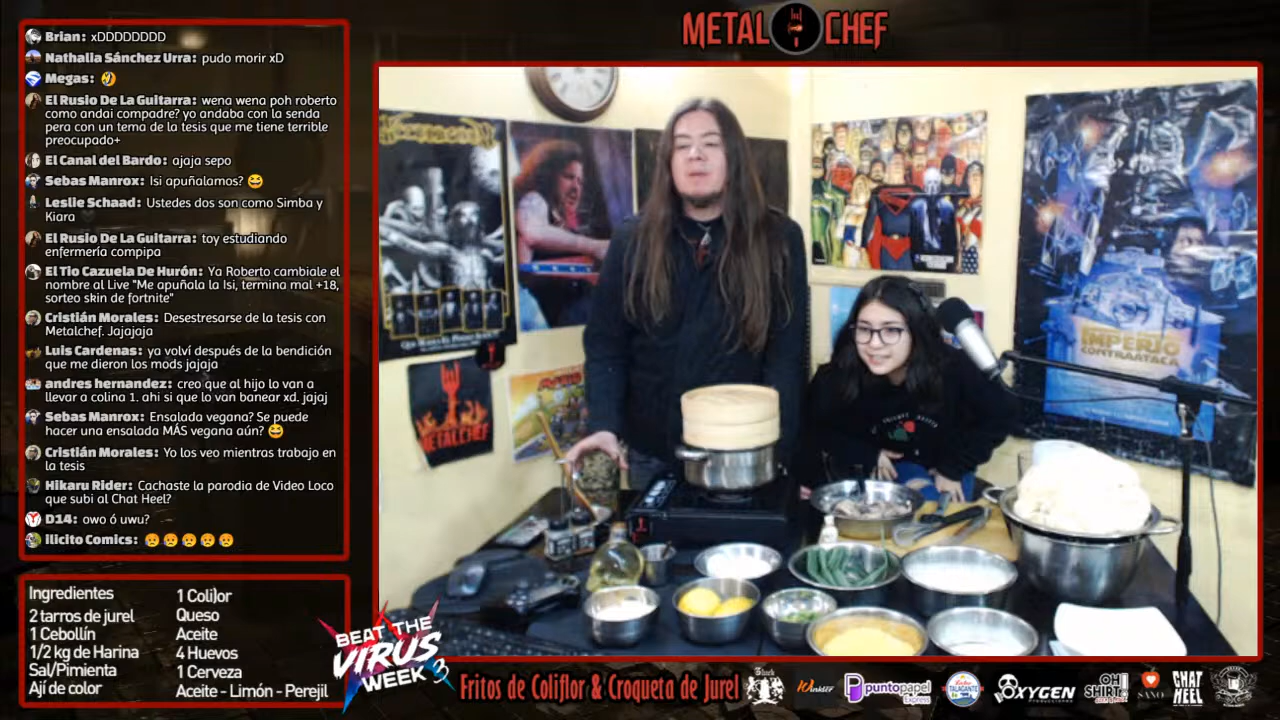 METAL CHEF
Brian: xDDDDDDDD
Nathalia Sánchez Urra: pudo morir xD
Megas: 🤣
El Rusio De La Guitarra: wena wena poh roberto
como andai compadre? yo andaba con la senda
pera con un tema de la tesis que me tiene terrible
preocupado+
El Canal del Bardo: ajaja sepo
Sebas Manrox: Isi apuñalamos? 😆
Leslie Schaad: Ustedes dos son como Simba y
Kiara
El Rusio De La Guitarra: toy estudiando
enfermería compipa
El Tio Cazuela De Hurón: Ya Roberto cambiale el
nombre al Live "Me apuñala la Isi, termina mal +18,
sorteo skin de fortnite"
Cristián Morales: Desestresarse de la tesis con
Metalchef. Jajajaja
Luis Cardenas: ya volví después de la bendición
que me dieron los mods jajaja
andres hernandez: creo que al hijo lo van a
llevar a colina 1. ahi si que lo van banear xd. jajaj
Sebas Manrox: Ensalada vegana? Se puede
hacer una ensalada MÁS vegana aún? 😆
Cristián Morales: Yo los veo mientras trabajo en
la tesis
Hikaru Rider: Cachaste la parodia de Video Loco
que subi al Chat Heel?
D14: owo ó uwu?
ilicito Comics: 😥😥😥😥😥
METALCHEF
IMPERIO
CONTRAATACA
Ingredientes
2 tarros de jurel
1 Cebollín
1/2 kg de Harina
Sal/Pimienta
Ají de color
1 Coliflor
Queso
Aceite
4 Huevos
1 Cerveza
Aceite - Limón - Perejil
BEAT THE
VIRUS
WEEK 3
Fritos de Coliflor & Croqueta de Jurel
Winkler
puntopapel
Express
TALAGANTE
OXYGEN
PRODUCCIONES
OH
SHIRT!
SANO
CHAT
HEEL